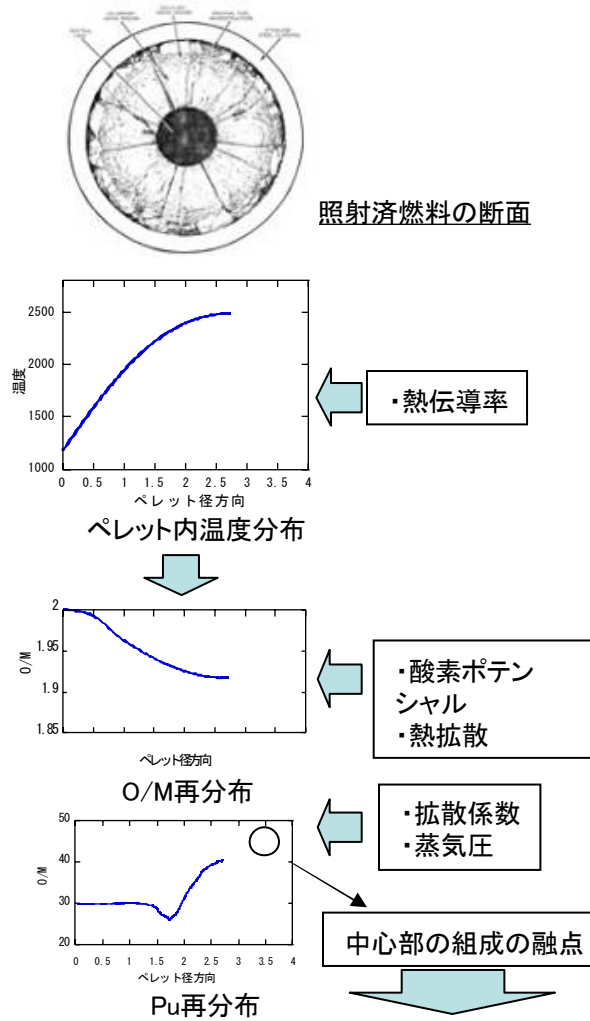 照射済燃料の断面
2500
2000
1500
1000
温度
0 0.5 1 1.5 2 2.5 3 3.5 4
ペレット径方向
・熱伝導率
ペレット内温度分布
2
1.95
1.9
1.85
O/M
ペレット径方向
O/M再分布
・酸素ポテン
シャル
・熱拡散
50
40
30
20
O/M
0 0.5 1 1.5 2 2.5 3 3.5 4
ペレット径方向
Pu再分布
・拡散係数
・蒸気圧
中心部の組成の融点